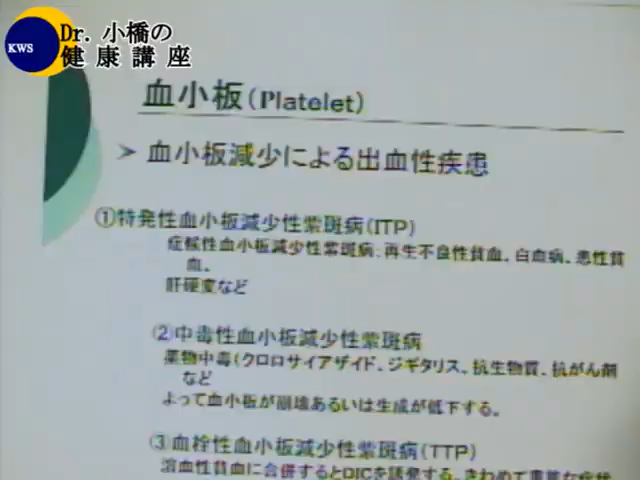 KWS
Dr. 小橋の
健康講座
血小板(Platelet)
➢ 血小板減少による出血性疾患
①特発性血小板減少性紫斑病(ITP)
症候性血小板減少性紫斑病:再生不良性貧血、白血病、悪性貧
血、
肝硬変など
②中毒性血小板減少性紫斑病
薬物中毒(クロロサイアザイド、ジギタリス、抗生物質、抗がん剤
など
よって血小板が崩壊あるいは生成が低下する。
③血栓性血小板減少性紫斑病(TTP)
溶血性貧血に合併するとDICを誘発する。きわめて重篤な症状